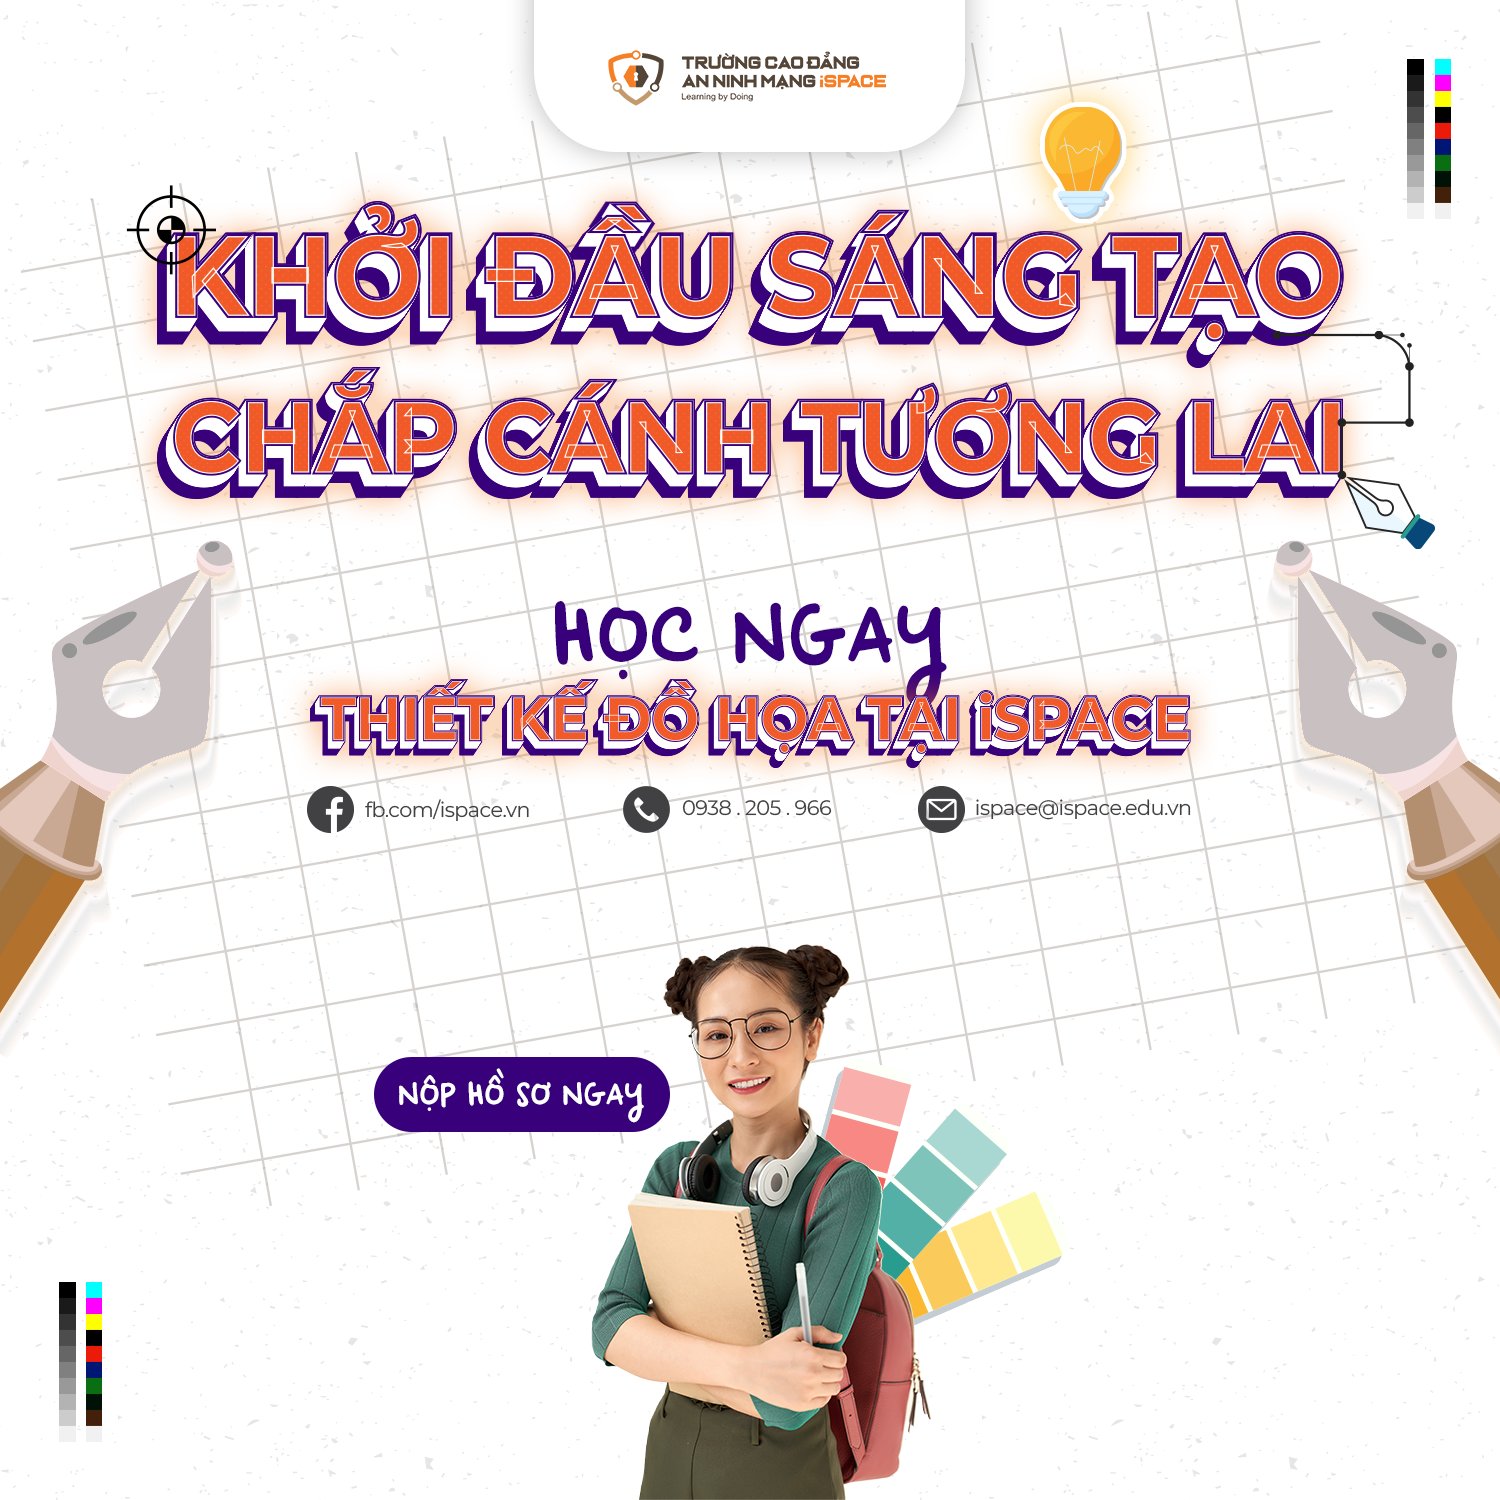 TRƯỜNG CAO ĐẲNG
AN NINH MẠNG iSPACE
Learning by Doing
KHỞI ĐẦU SÁNG TẠO
CHẮP CÁNH TƯƠNG LAI
HỌC NGAY
THIẾT KẾ ĐỒ HỌA TẠI iSPACE
fb.com/ispace.vn
0938 . 205 . 966
ispace@ispace.edu.vn
NỘP HỒ SƠ NGAY